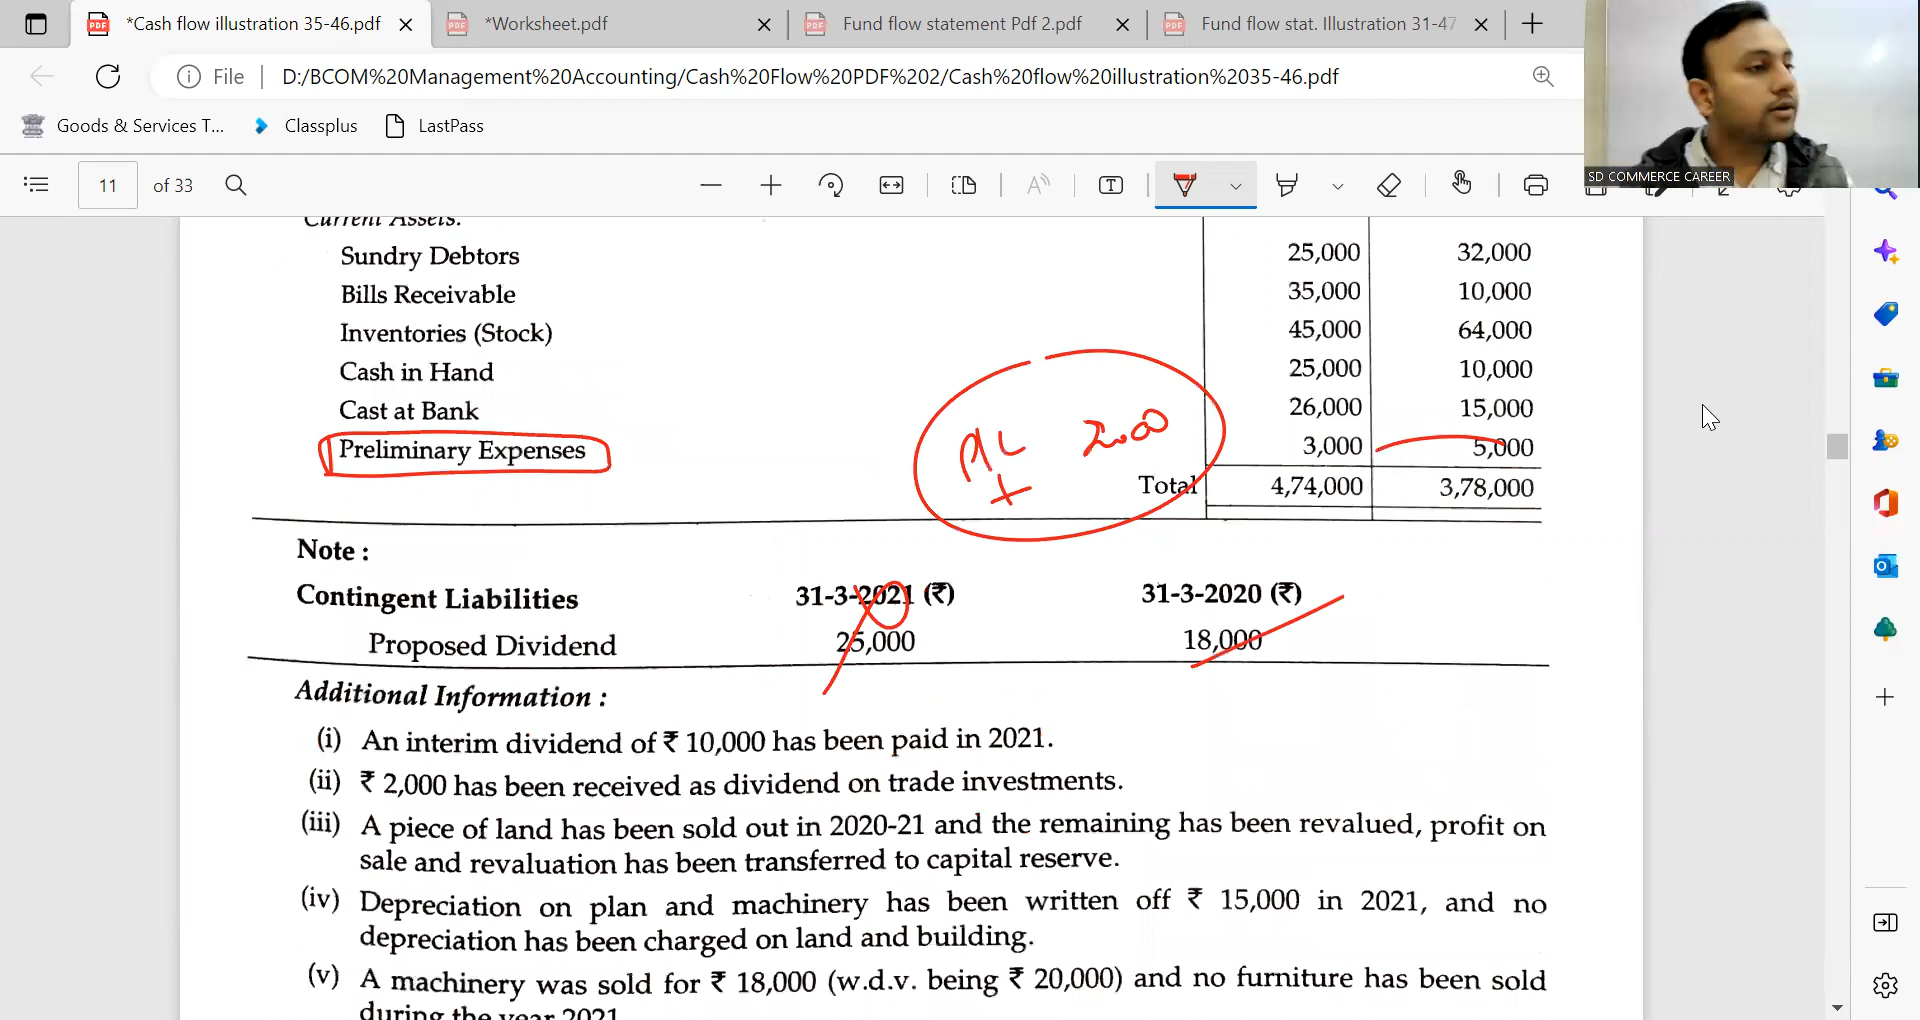 *Cash flow illustration 35-46.pdf
*Worksheet.pdf
Fund flow statement Pdf 2.pdf
Fund flow stat. Illustration 31-47
File
D:/BCOM%20Management%20Accounting/Cash%20Flow%20PDF%202/Cash%20flow%20illustration%2035-46.pdf
Goods & Services T...
Classplus
LastPass
SD COMMERCE CAREER
11 of 33
Current Assets:
Sundry Debtors 25,000 32,000
Bills Receivable 35,000 10,000
Inventories (Stock) 45,000 64,000
Cash in Hand 25,000 10,000
Cast at Bank 26,000 15,000
Preliminary Expenses 3,000 5,000
2000
+
Total 4,74,000 3,78,000
Note :
Contingent Liabilities 31-3-2021 (₹) 31-3-2020 (₹)
Proposed Dividend 25,000 18,000
Additional Information :
(i) An interim dividend of ₹ 10,000 has been paid in 2021.
(ii) ₹ 2,000 has been received as dividend on trade investments.
(iii) A piece of land has been sold out in 2020-21 and the remaining has been revalued, profit on
sale and revaluation has been transferred to capital reserve.
(iv) Depreciation on plan and machinery has been written off ₹ 15,000 in 2021, and no
depreciation has been charged on land and building.
(v) A machinery was sold for ₹ 18,000 (w.d.v. being ₹ 20,000) and no furniture has been sold
during the year 2021